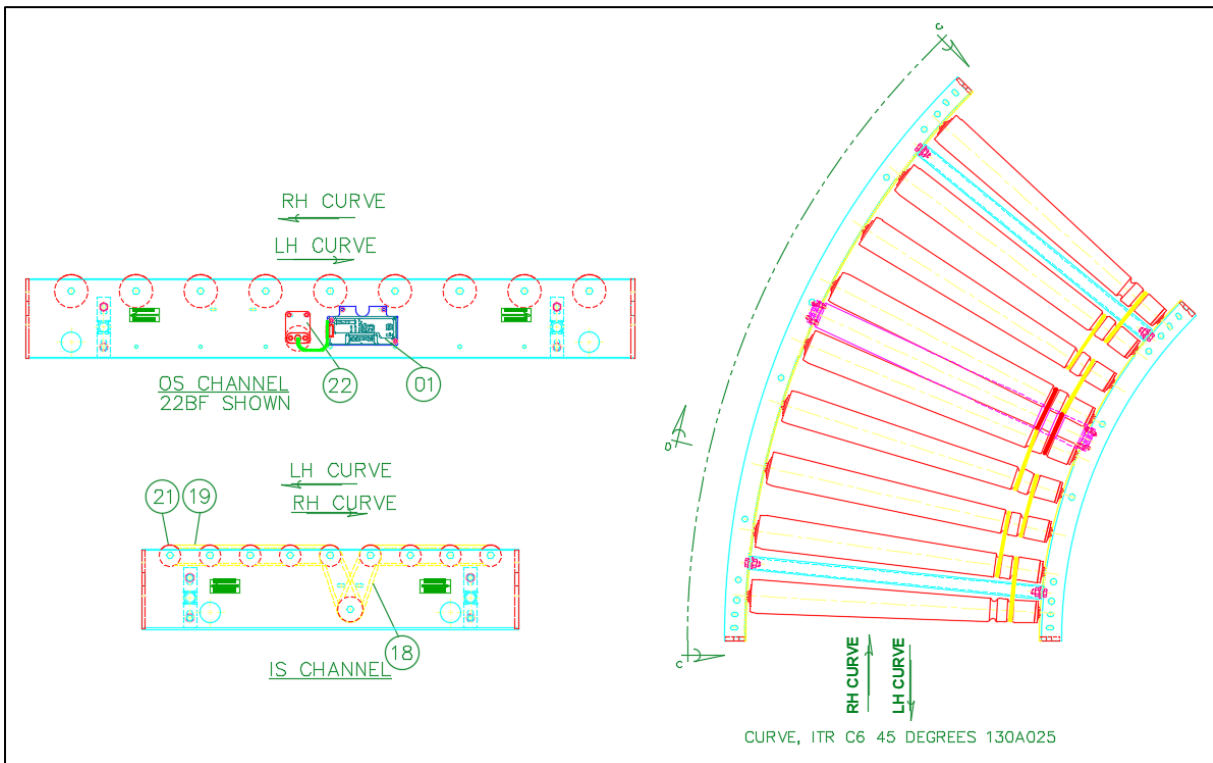 RH CURVE
LH CURVE
OS CHANNEL
22BF SHOWN
22
01
LH CURVE
RH CURVE
21
19
18
IS CHANNEL
C
D
C
RH CURVE
LH CURVE
CURVE, ITR C6 45 DEGREES 130A025